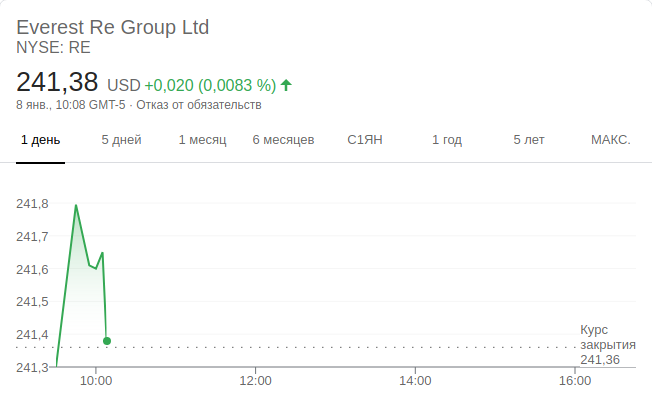 Everest Re Group Ltd
NYSE: RE
241,38 USD +0,020 (0,0083 %)
8 янв., 10:08 GMT-5 · Отказ от обязательств
1 день 5 дней 1 месяц 6 месяцев С1ЯН 1 год 5 лет МАКС.
241,8
241,7
241,6
241,5
241,4
241,3
Курс
закрытия
241,36
10:00 12:00 14:00 16:00